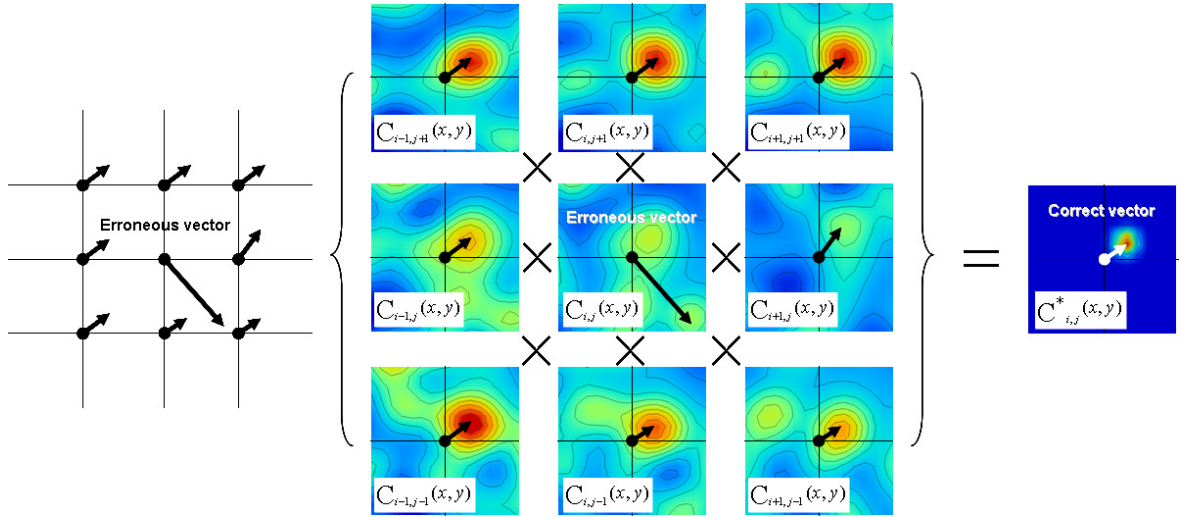 C_{i-1,j+1}(x,y) C_{i,j+1}(x,y) C_{i+1,j+1}(x,y)
× × ×
Erroneous vector Erroneous vector Correct vector
× × =
C_{i-1,j}(x,y) C_{i,j}(x,y) C_{i+1,j}(x,y) C*_{i,j}(x,y)
× × ×
C_{i-1,j-1}(x,y) C_{i,j-1}(x,y) C_{i+1,j-1}(x,y)